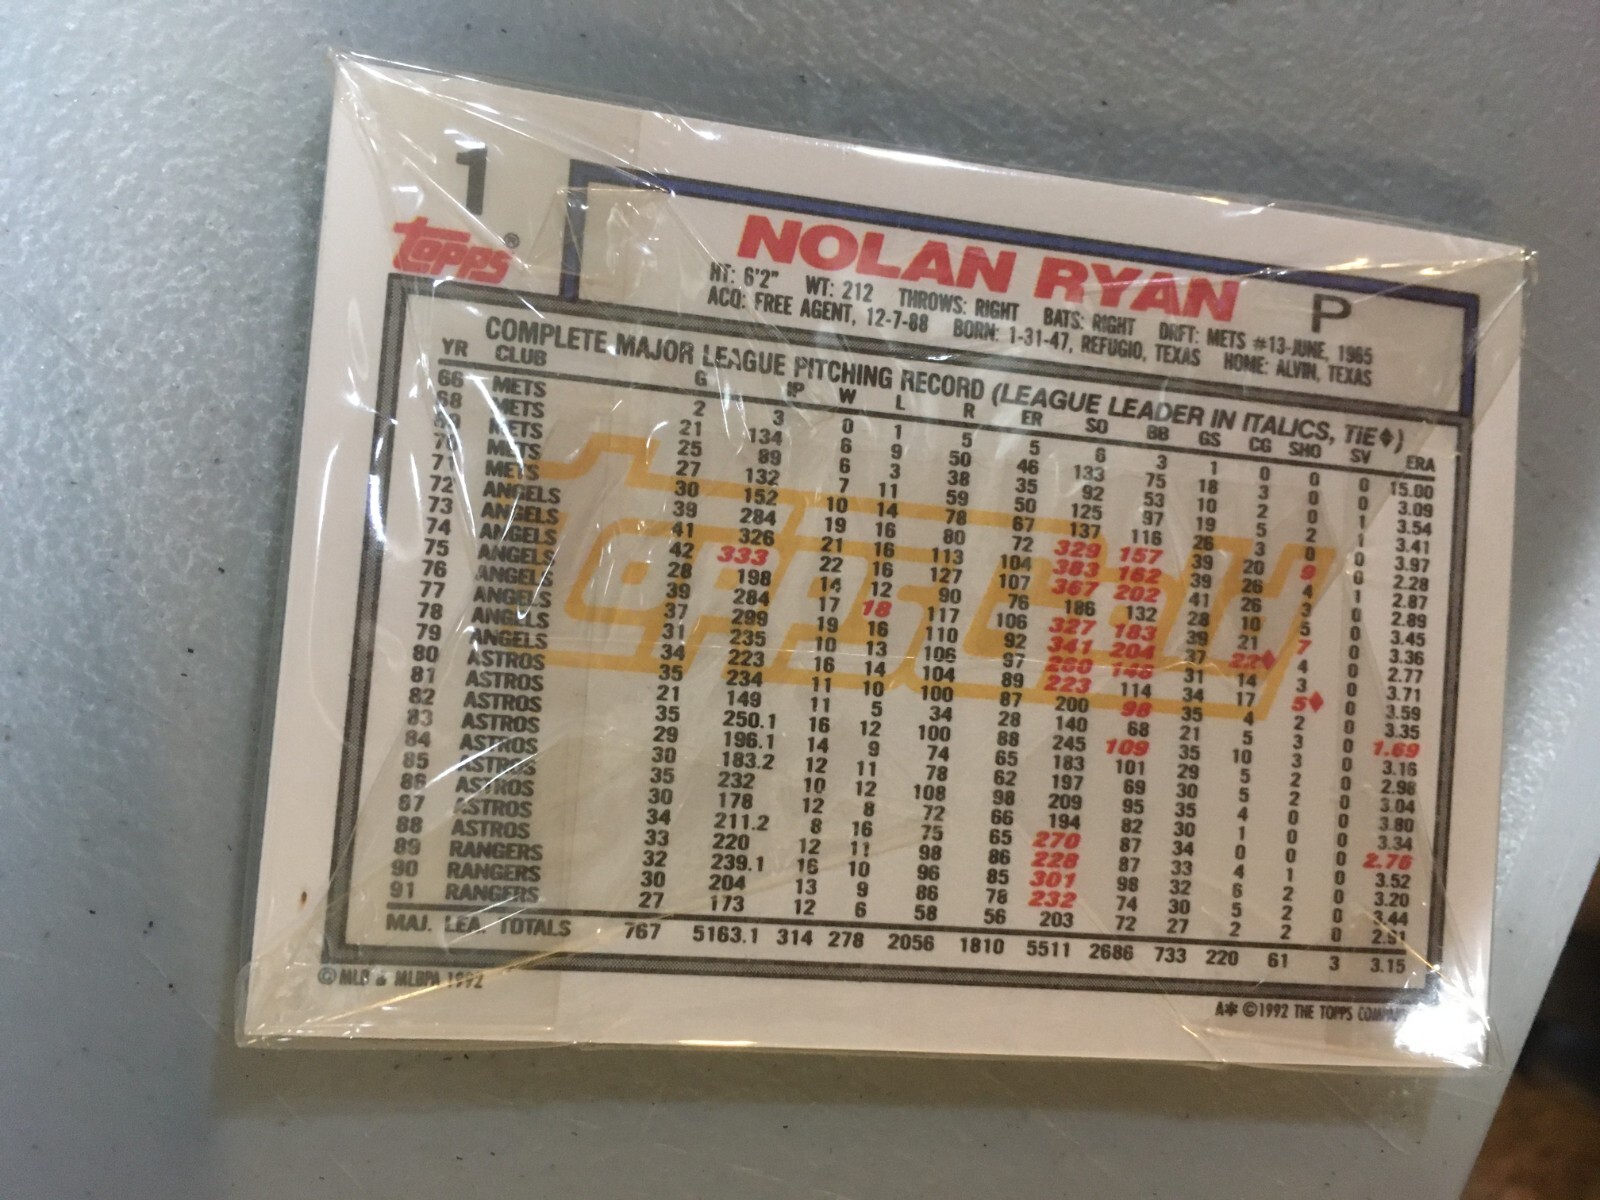 1
topps®
NOLAN RYAN P
HT: 6'2" WT: 212 THROWS: RIGHT BATS: RIGHT DRFT: METS #13-JUNE, 1965
ACQ: FREE AGENT, 12-7-88 BORN: 1-31-47, REFUGIO, TEXAS HOME: ALVIN, TEXAS
COMPLETE MAJOR LEAGUE PITCHING RECORD (LEAGUE LEADER IN ITALICS, TIE♦)
YR CLUB G IP W L R ER SO BB GS CG SHO SV ERA
66 METS 2 3 0 1 5 5 6 3 1 0 0 0 15.00
68 METS 21 134 6 9 50 46 133 75 18 3 0 0 3.09
69 METS 25 89 6 3 38 35 92 53 10 2 0 1 3.54
70 METS 27 132 7 11 59 50 125 97 19 5 2 1 3.41
71 METS 30 152 10 14 78 67 137 116 26 3 0 0 3.97
72 ANGELS 39 284 19 16 80 72 329 157 39 20 9 0 2.28
73 ANGELS 41 326 21 16 113 104 383 162 39 26 4 1 2.87
74 ANGELS 42 333 22 16 127 107 367 202 41 26 3 0 2.89
75 ANGELS 28 198 14 12 90 76 186 132 28 10 5 0 3.45
76 ANGELS 39 284 17 18 117 106 327 183 39 21 7 0 3.36
77 ANGELS 37 299 19 16 110 92 341 204 37 22♦ 4 0 2.77
78 ANGELS 31 235 10 13 106 97 260 148 31 14 3 0 3.71
79 ANGELS 34 223 16 14 104 89 223 114 34 17 5♦ 0 3.59
80 ASTROS 35 234 11 10 100 87 200 98 35 4 2 0 3.35
81 ASTROS 21 149 11 5 34 28 140 68 21 5 3 0 1.69
82 ASTROS 35 250.1 16 12 100 88 245 109 35 10 3 0 3.16
83 ASTROS 29 196.1 14 9 74 65 183 101 29 5 2 0 2.98
84 ASTROS 30 183.2 12 11 78 62 197 69 30 5 2 0 3.04
85 ASTROS 35 232 10 12 108 98 209 95 35 4 0 0 3.80
86 ASTROS 30 178 12 8 72 66 194 82 30 1 0 0 3.34
87 ASTROS 34 211.2 8 16 75 65 270 87 34 0 0 0 2.76
88 ASTROS 33 220 12 11 98 86 228 87 33 4 1 0 3.52
89 RANGERS 32 239.1 16 10 96 85 301 98 32 6 2 0 3.20
90 RANGERS 30 204 13 9 86 78 232 74 30 5 2 0 3.44
91 RANGERS 27 173 12 6 58 56 203 72 27 2 2 0 2.91
MAJ. LEA. TOTALS 767 5163.1 314 278 2056 1810 5511 2686 733 220 61 3 3.15
© MLB & MLBPA 1992
A* ©1992 THE TOPPS COMPANY